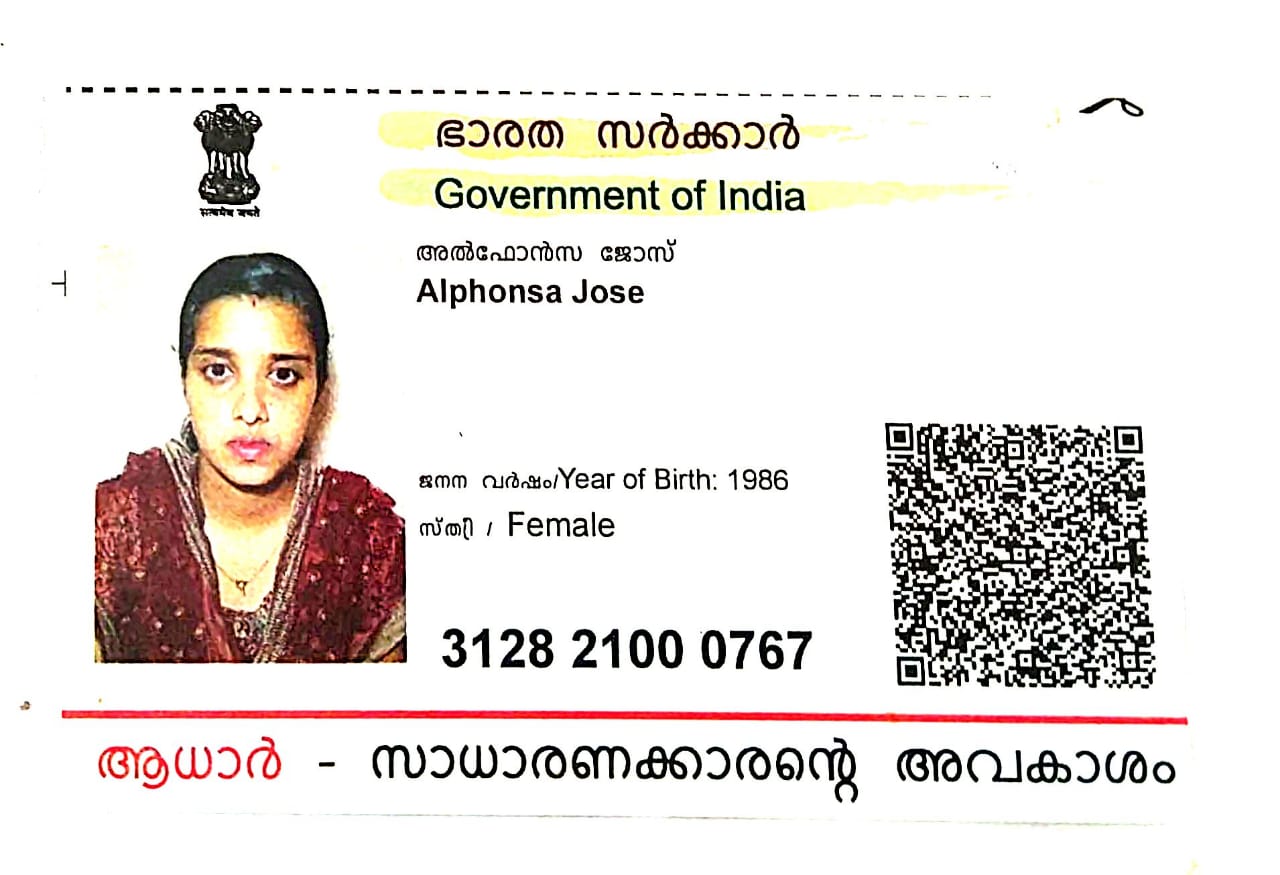 ഭാരത സർക്കാർ
Government of India
सत्यमेव जयते
അൽഫോൻസ ജോസ്
Alphonsa Jose
ജനന വർഷം/Year of Birth: 1986
സ്ത്രീ / Female
3128 2100 0767
ആധാർ - സാധാരണക്കാരന്റെ അവകാശം